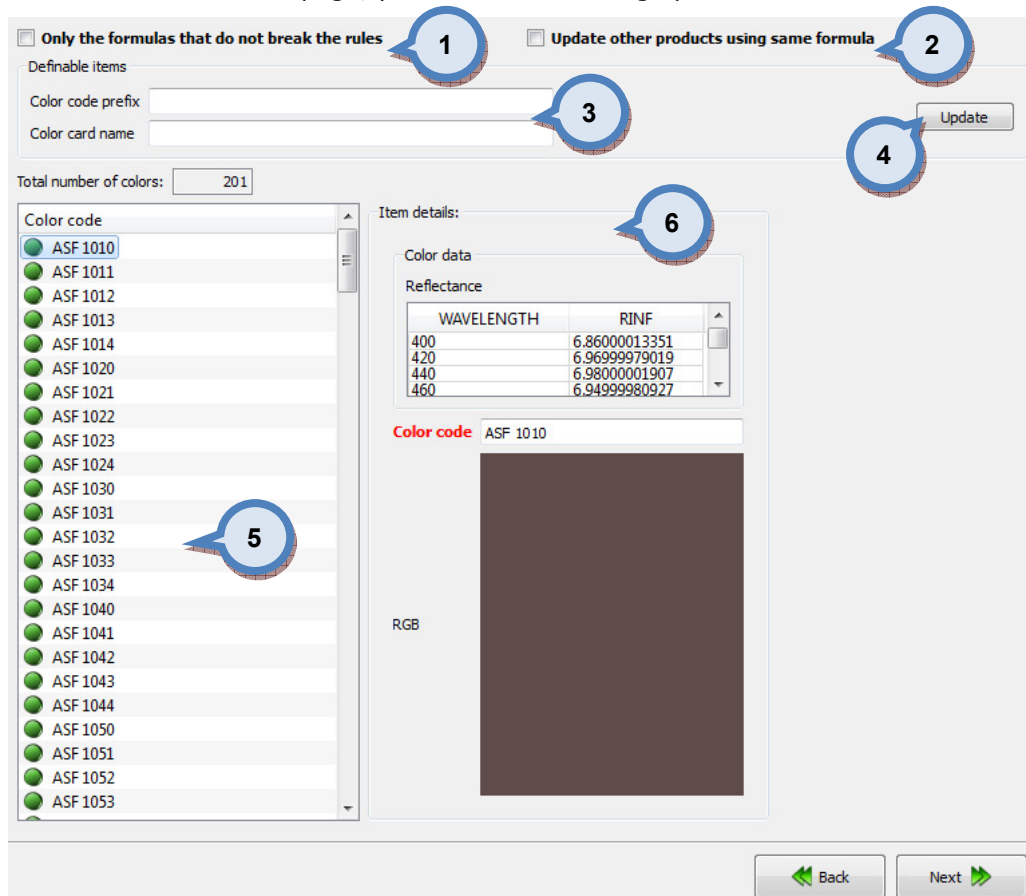 Only the formulas that do not break the rules
1
Update other products using same formula
2
Definable items
Color code prefix
3
Update
Color card name
4
Total number of colors: 201
Color code
ASF 1010
ASF 1011
ASF 1012
ASF 1013
ASF 1014
ASF 1020
ASF 1021
ASF 1022
ASF 1023
ASF 1024
ASF 1030
ASF 1031
ASF 1032
ASF 1033
ASF 1034
ASF 1040
ASF 1041
ASF 1042
ASF 1043
ASF 1044
ASF 1050
ASF 1051
ASF 1052
ASF 1053
5
Item details:
6
Color data
Reflectance
WAVELENGTH RINF
400 6.86000013351
420 6.96999979019
440 6.98000001907
460 6.94999980927
Color code ASF 1010
RGB
Back
Next